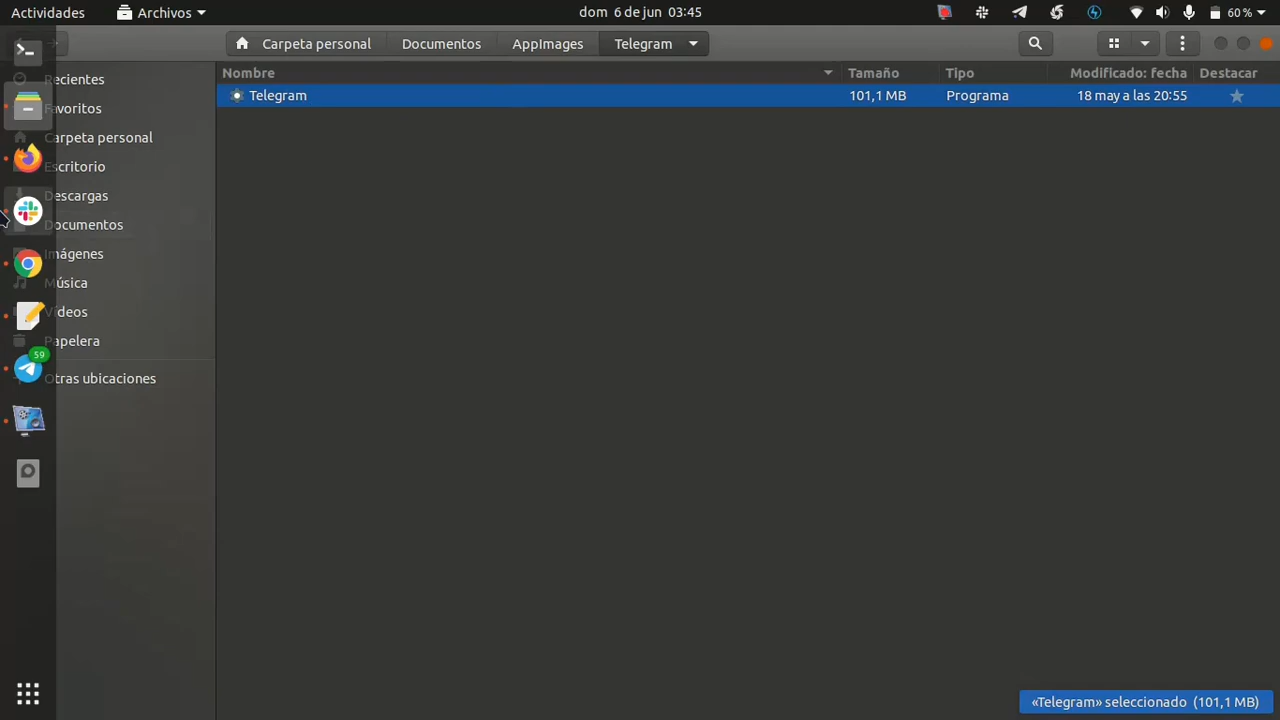 Actividades
Archivos
dom 6 de jun 03:45
60 %
Carpeta personal
Documentos
AppImages
Telegram
Recientes
Favoritos
Carpeta personal
Escritorio
Descargas
Documentos
Imágenes
Música
Vídeos
Papelera
Otras ubicaciones
59
Nombre
Tamaño
Tipo
Modificado: fecha
Destacar
Telegram
101,1 MB
Programa
18 may a las 20:55
«Telegram» seleccionado (101,1 MB)